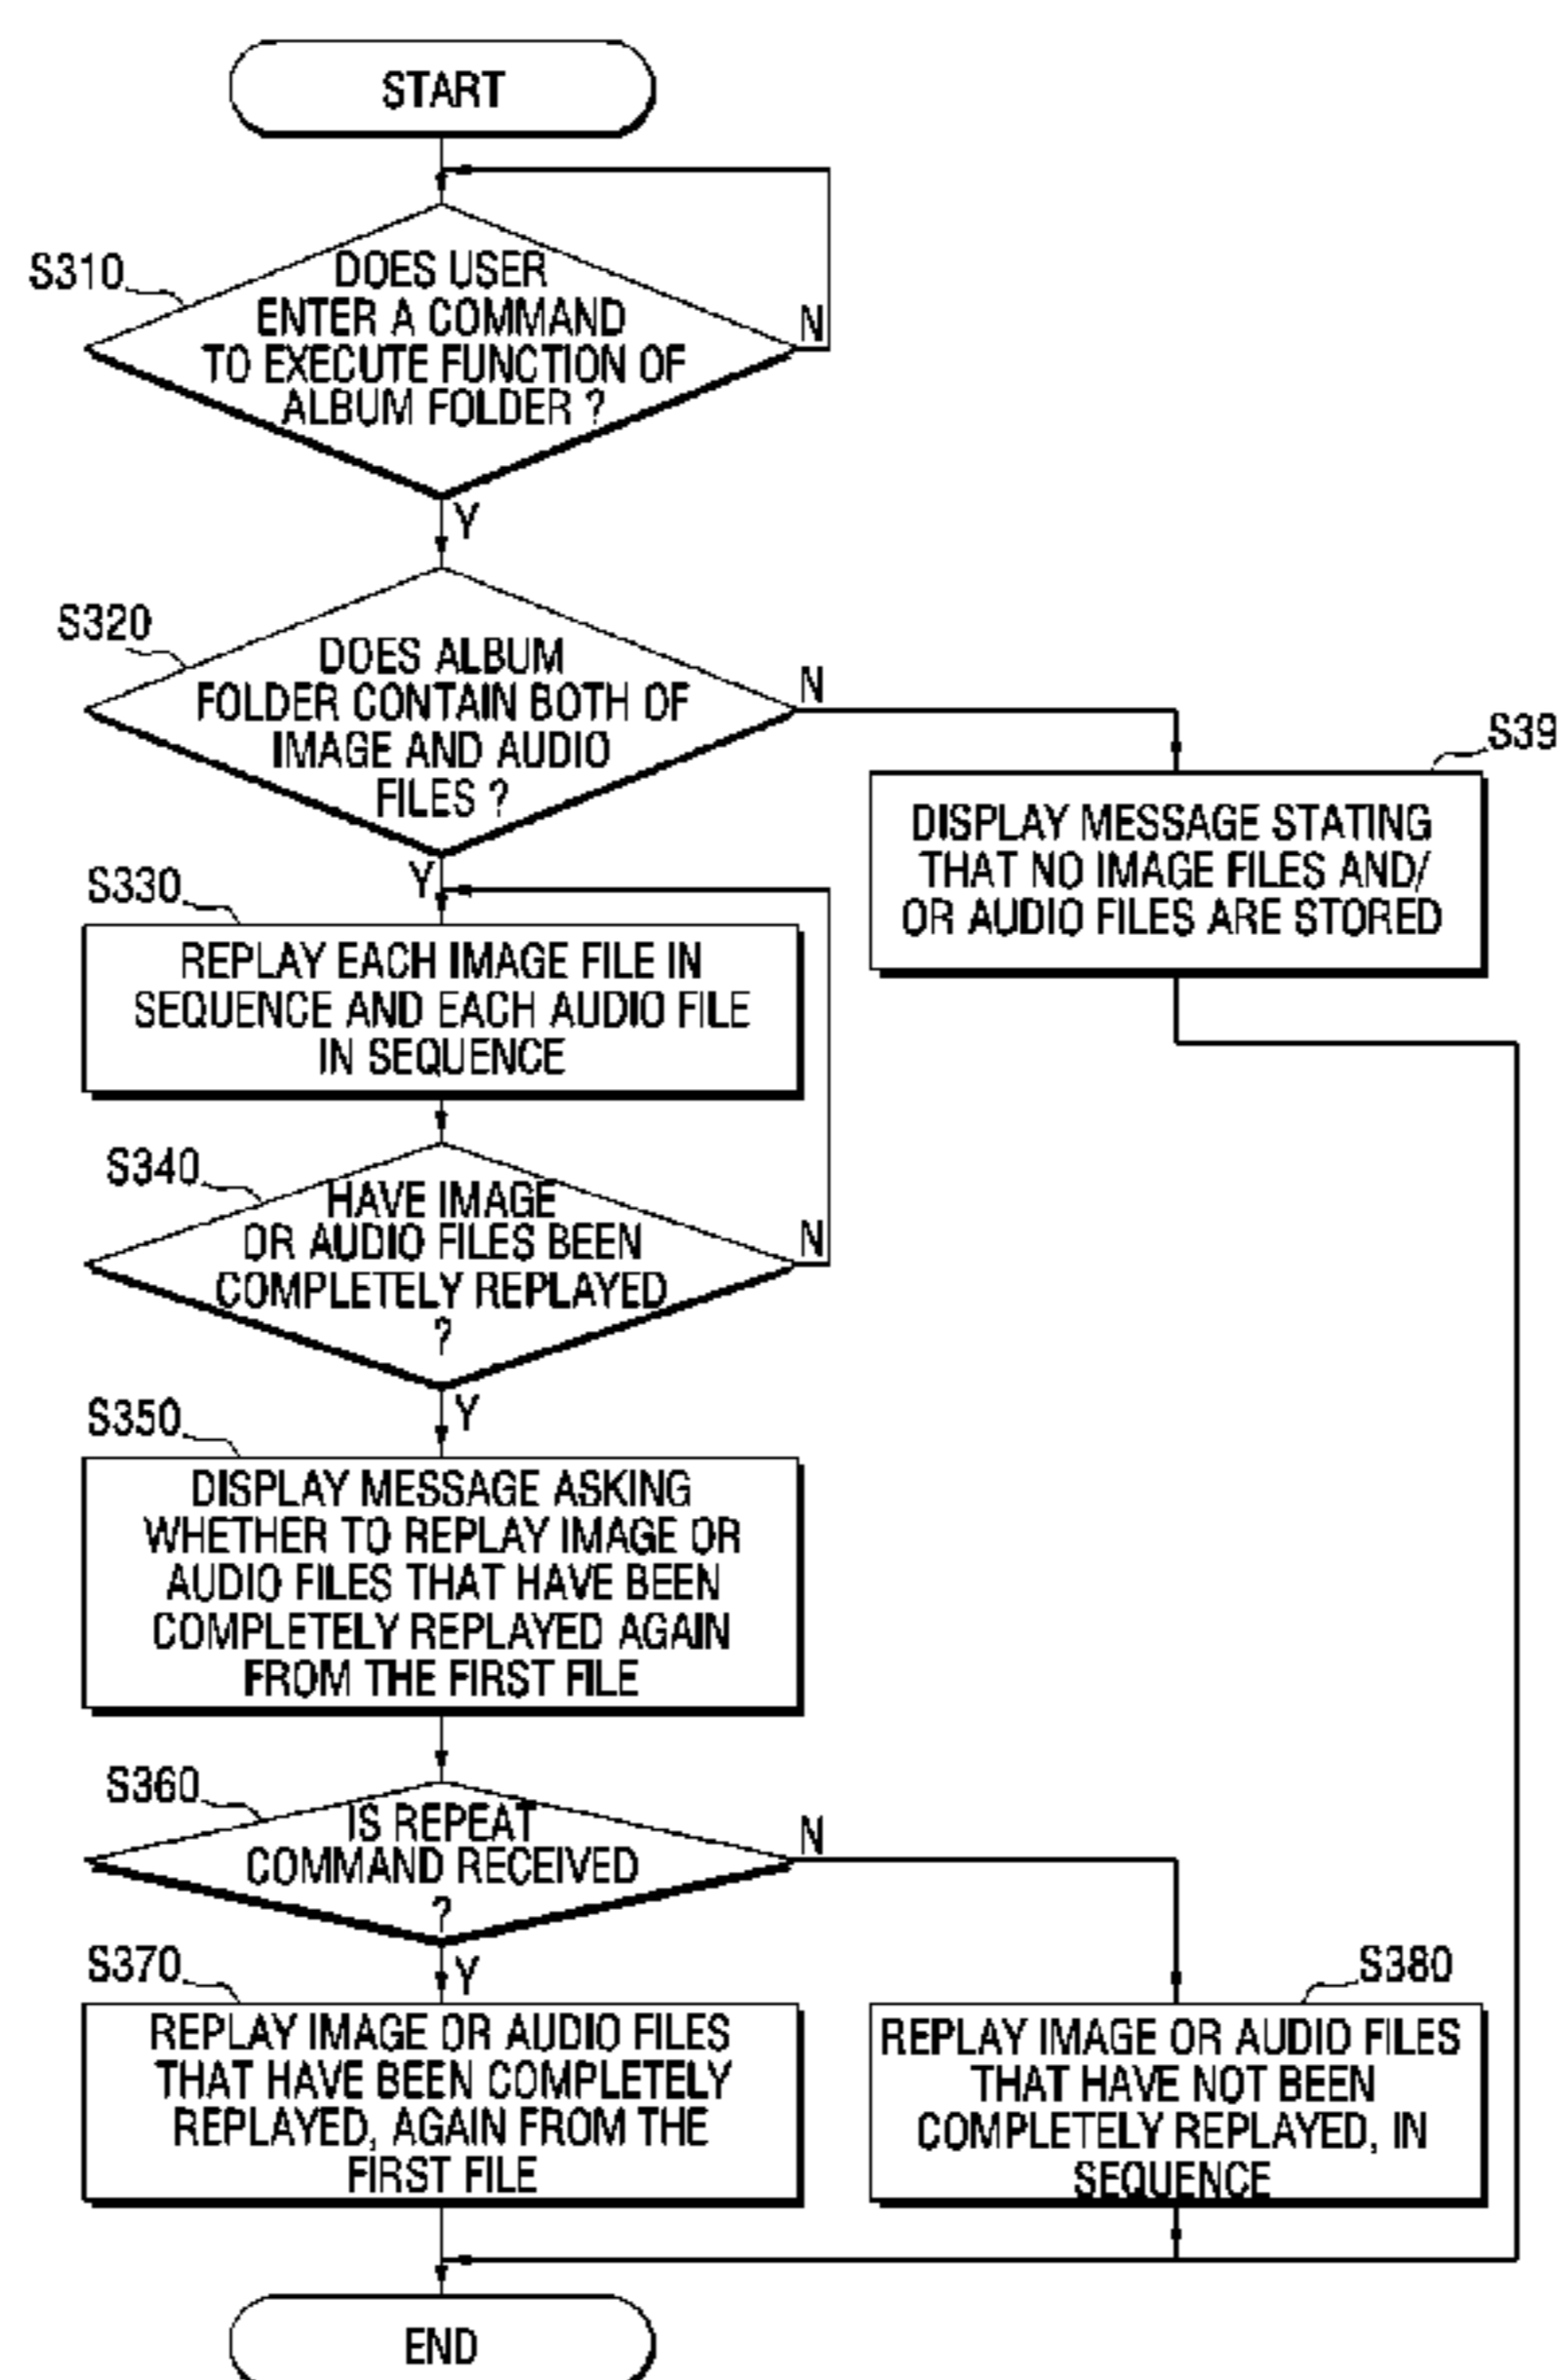 START
S310
DOES USER
ENTER A COMMAND
TO EXECUTE FUNCTION OF
ALBUM FOLDER ?
N
Y
S320
DOES ALBUM
FOLDER CONTAIN BOTH OF
IMAGE AND AUDIO
FILES ?
N
Y
S39
DISPLAY MESSAGE STATING
THAT NO IMAGE FILES AND/
OR AUDIO FILES ARE STORED
S330
REPLAY EACH IMAGE FILE IN
SEQUENCE AND EACH AUDIO FILE
IN SEQUENCE
S340
HAVE IMAGE
OR AUDIO FILES BEEN
COMPLETELY REPLAYED
?
N
Y
S350
DISPLAY MESSAGE ASKING
WHETHER TO REPLAY IMAGE OR
AUDIO FILES THAT HAVE BEEN
COMPLETELY REPLAYED AGAIN
FROM THE FIRST FILE
S360
IS REPEAT
COMMAND RECEIVED
?
N
Y
S370
REPLAY IMAGE OR AUDIO FILES
THAT HAVE BEEN COMPLETELY
REPLAYED, AGAIN FROM THE
FIRST FILE
S380
REPLAY IMAGE OR AUDIO FILES
THAT HAVE NOT BEEN
COMPLETELY REPLAYED, IN
SEQUENCE
END